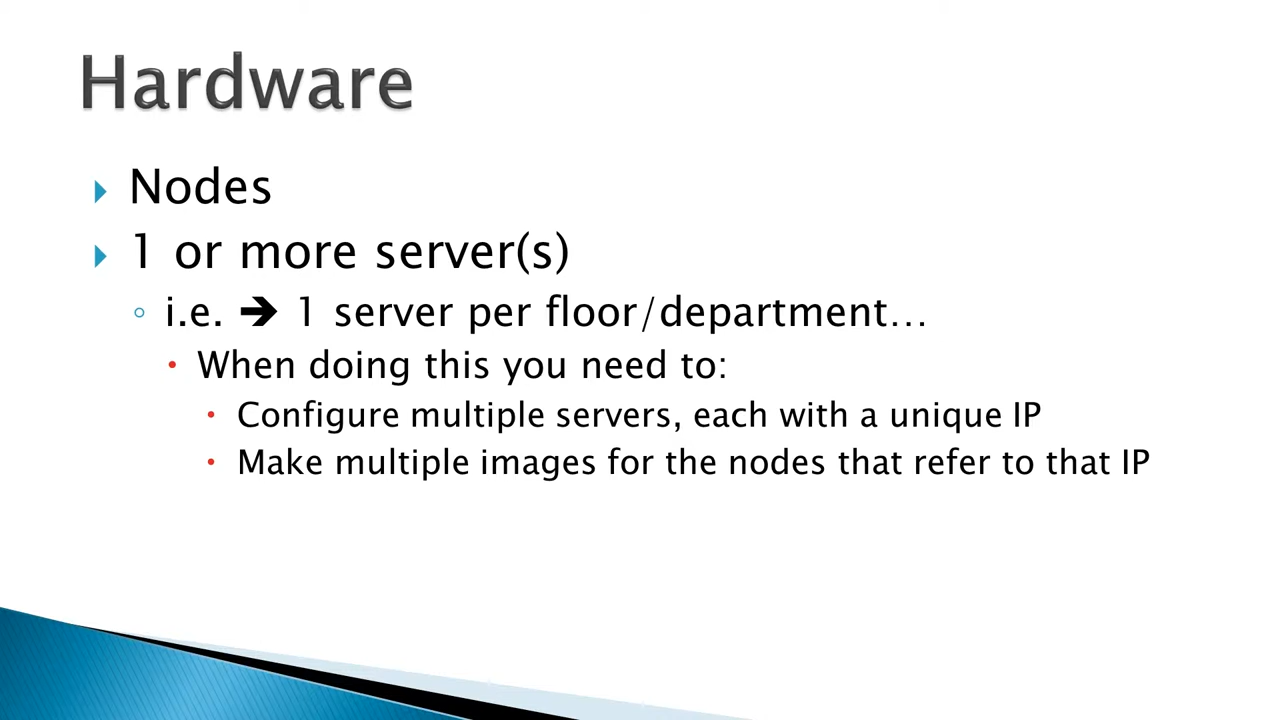 Hardware
Nodes
1 or more server(s)
i.e. ➔ 1 server per floor/department…
When doing this you need to:
Configure multiple servers, each with a unique IP
Make multiple images for the nodes that refer to that IP